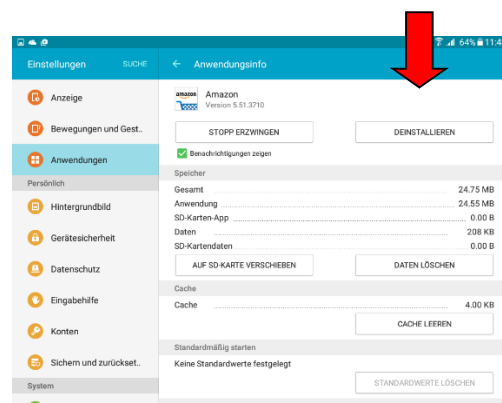 64% 11:4
Einstellungen SUCHE
Anwendungsinfo
Anzeige
Bewegungen und Gest..
Anwendungen
Persönlich
Hintergrundbild
Gerätesicherheit
Datenschutz
Eingabehilfe
Konten
Sichern und zurückset..
System
amazon
Amazon
Version 5.51.3710
STOPP ERZWINGEN DEINSTALLIEREN
Benachrichtigungen zeigen
Speicher
Gesamt 24.75 MB
Anwendung 24.55 MB
SD-Karten-App 0.00 B
Daten 208 KB
SD-Kartendaten 0.00 B
AUF SD-KARTE VERSCHIEBEN DATEN LÖSCHEN
Cache
Cache 4.00 KB
CACHE LEEREN
Standardmäßig starten
Keine Standardwerte festgelegt
STANDARDWERTE LÖSCHEN